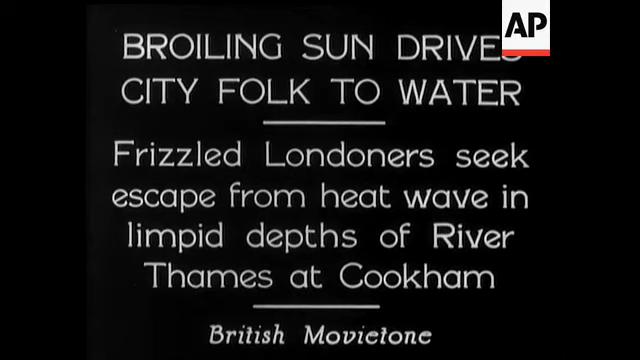 AP
BROILING SUN DRIVES
CITY FOLK TO WATER
Frizzled Londoners seek
escape from heat wave in
limpid depths of River
Thames at Cookham
British Movietone